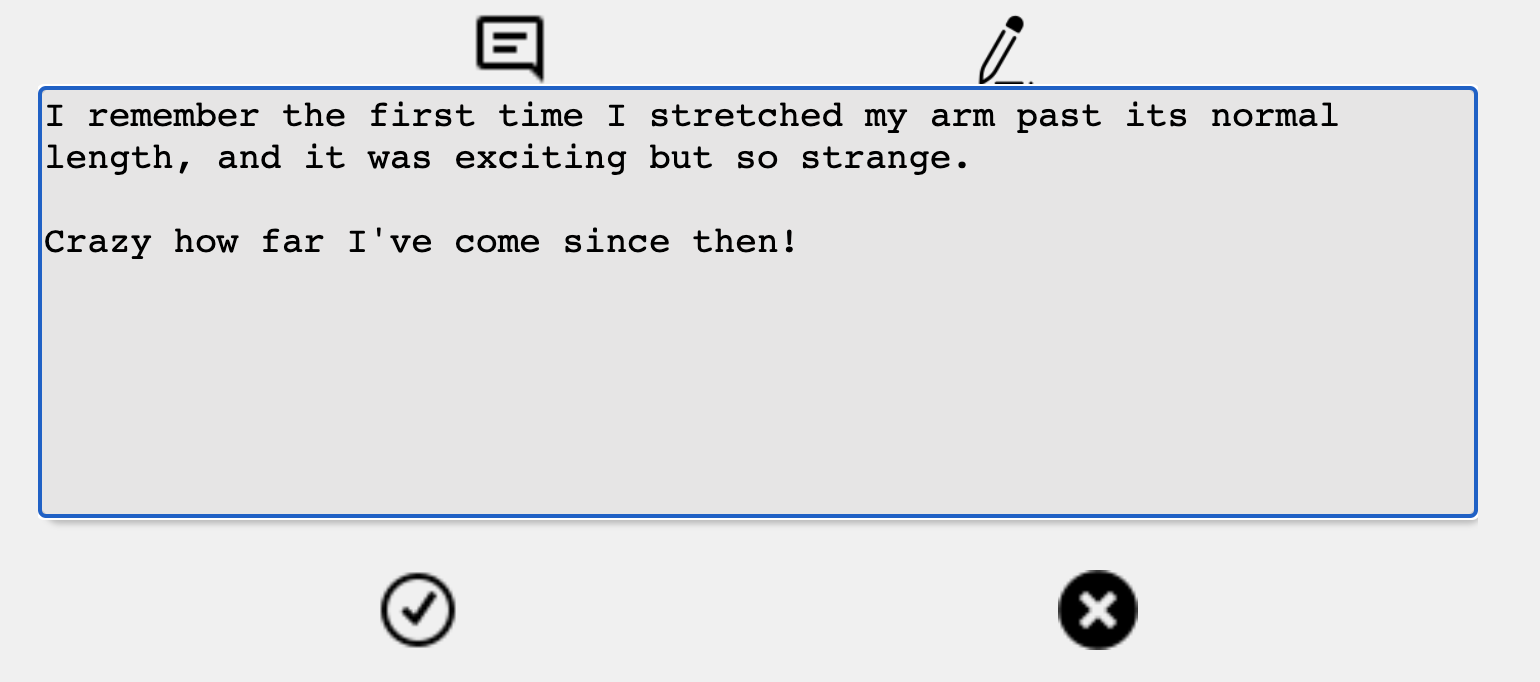 I remember the first time I stretched my arm past its normal
length, and it was exciting but so strange.
Crazy how far I've come since then!